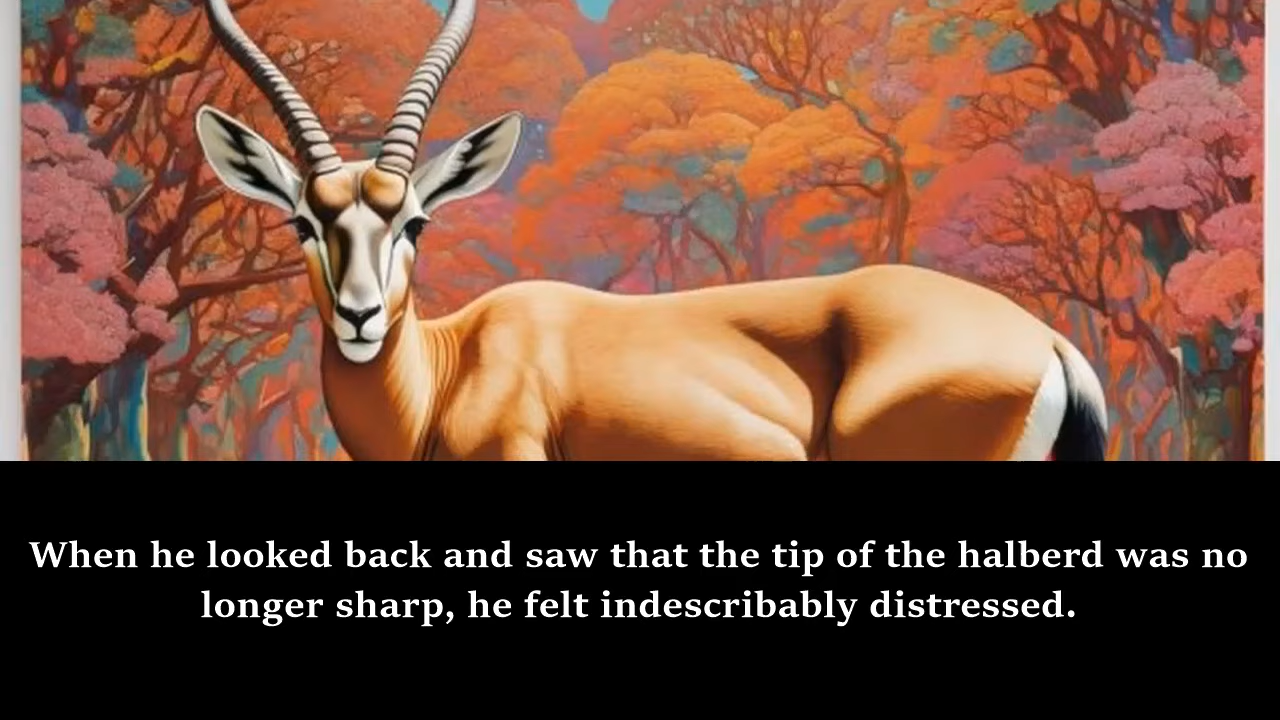 When he looked back and saw that the tip of the halberd was no
longer sharp, he felt indescribably distressed.